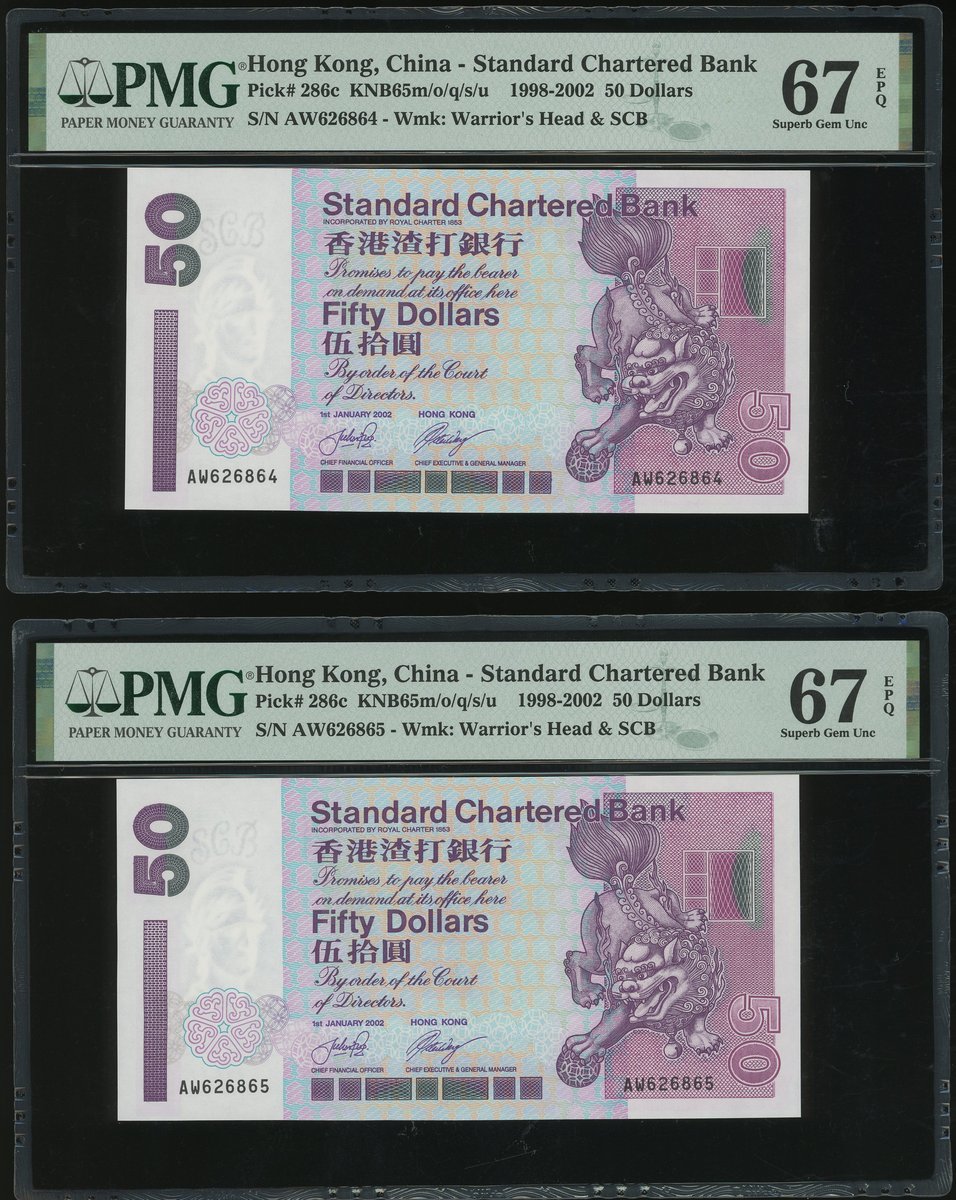 PMG®
PAPER MONEY GUARANTY
Hong Kong, China - Standard Chartered Bank
Pick# 286c KNB65m/o/q/s/u 1998-2002 50 Dollars
S/N AW626864 - Wmk: Warrior's Head & SCB
67 EPQ
Superb Gem Unc
50
Standard Chartered Bank
INCORPORATED BY ROYAL CHARTER 1853
香港渣打銀行
Promises to pay the bearer
on demand at its office here
Fifty Dollars
伍拾圓
By order of the Court
of Directors.
1st JANUARY 2002 HONG KONG
CHIEF FINANCIAL OFFICER CHIEF EXECUTIVE & GENERAL MANAGER
50
AW626864 AW626864
PMG®
PAPER MONEY GUARANTY
Hong Kong, China - Standard Chartered Bank
Pick# 286c KNB65m/o/q/s/u 1998-2002 50 Dollars
S/N AW626865 - Wmk: Warrior's Head & SCB
67 EPQ
Superb Gem Unc
50
Standard Chartered Bank
INCORPORATED BY ROYAL CHARTER 1853
香港渣打銀行
Promises to pay the bearer
on demand at its office here
Fifty Dollars
伍拾圓
By order of the Court
of Directors.
1st JANUARY 2002 HONG KONG
CHIEF FINANCIAL OFFICER CHIEF EXECUTIVE & GENERAL MANAGER
50
AW626865 AW626865